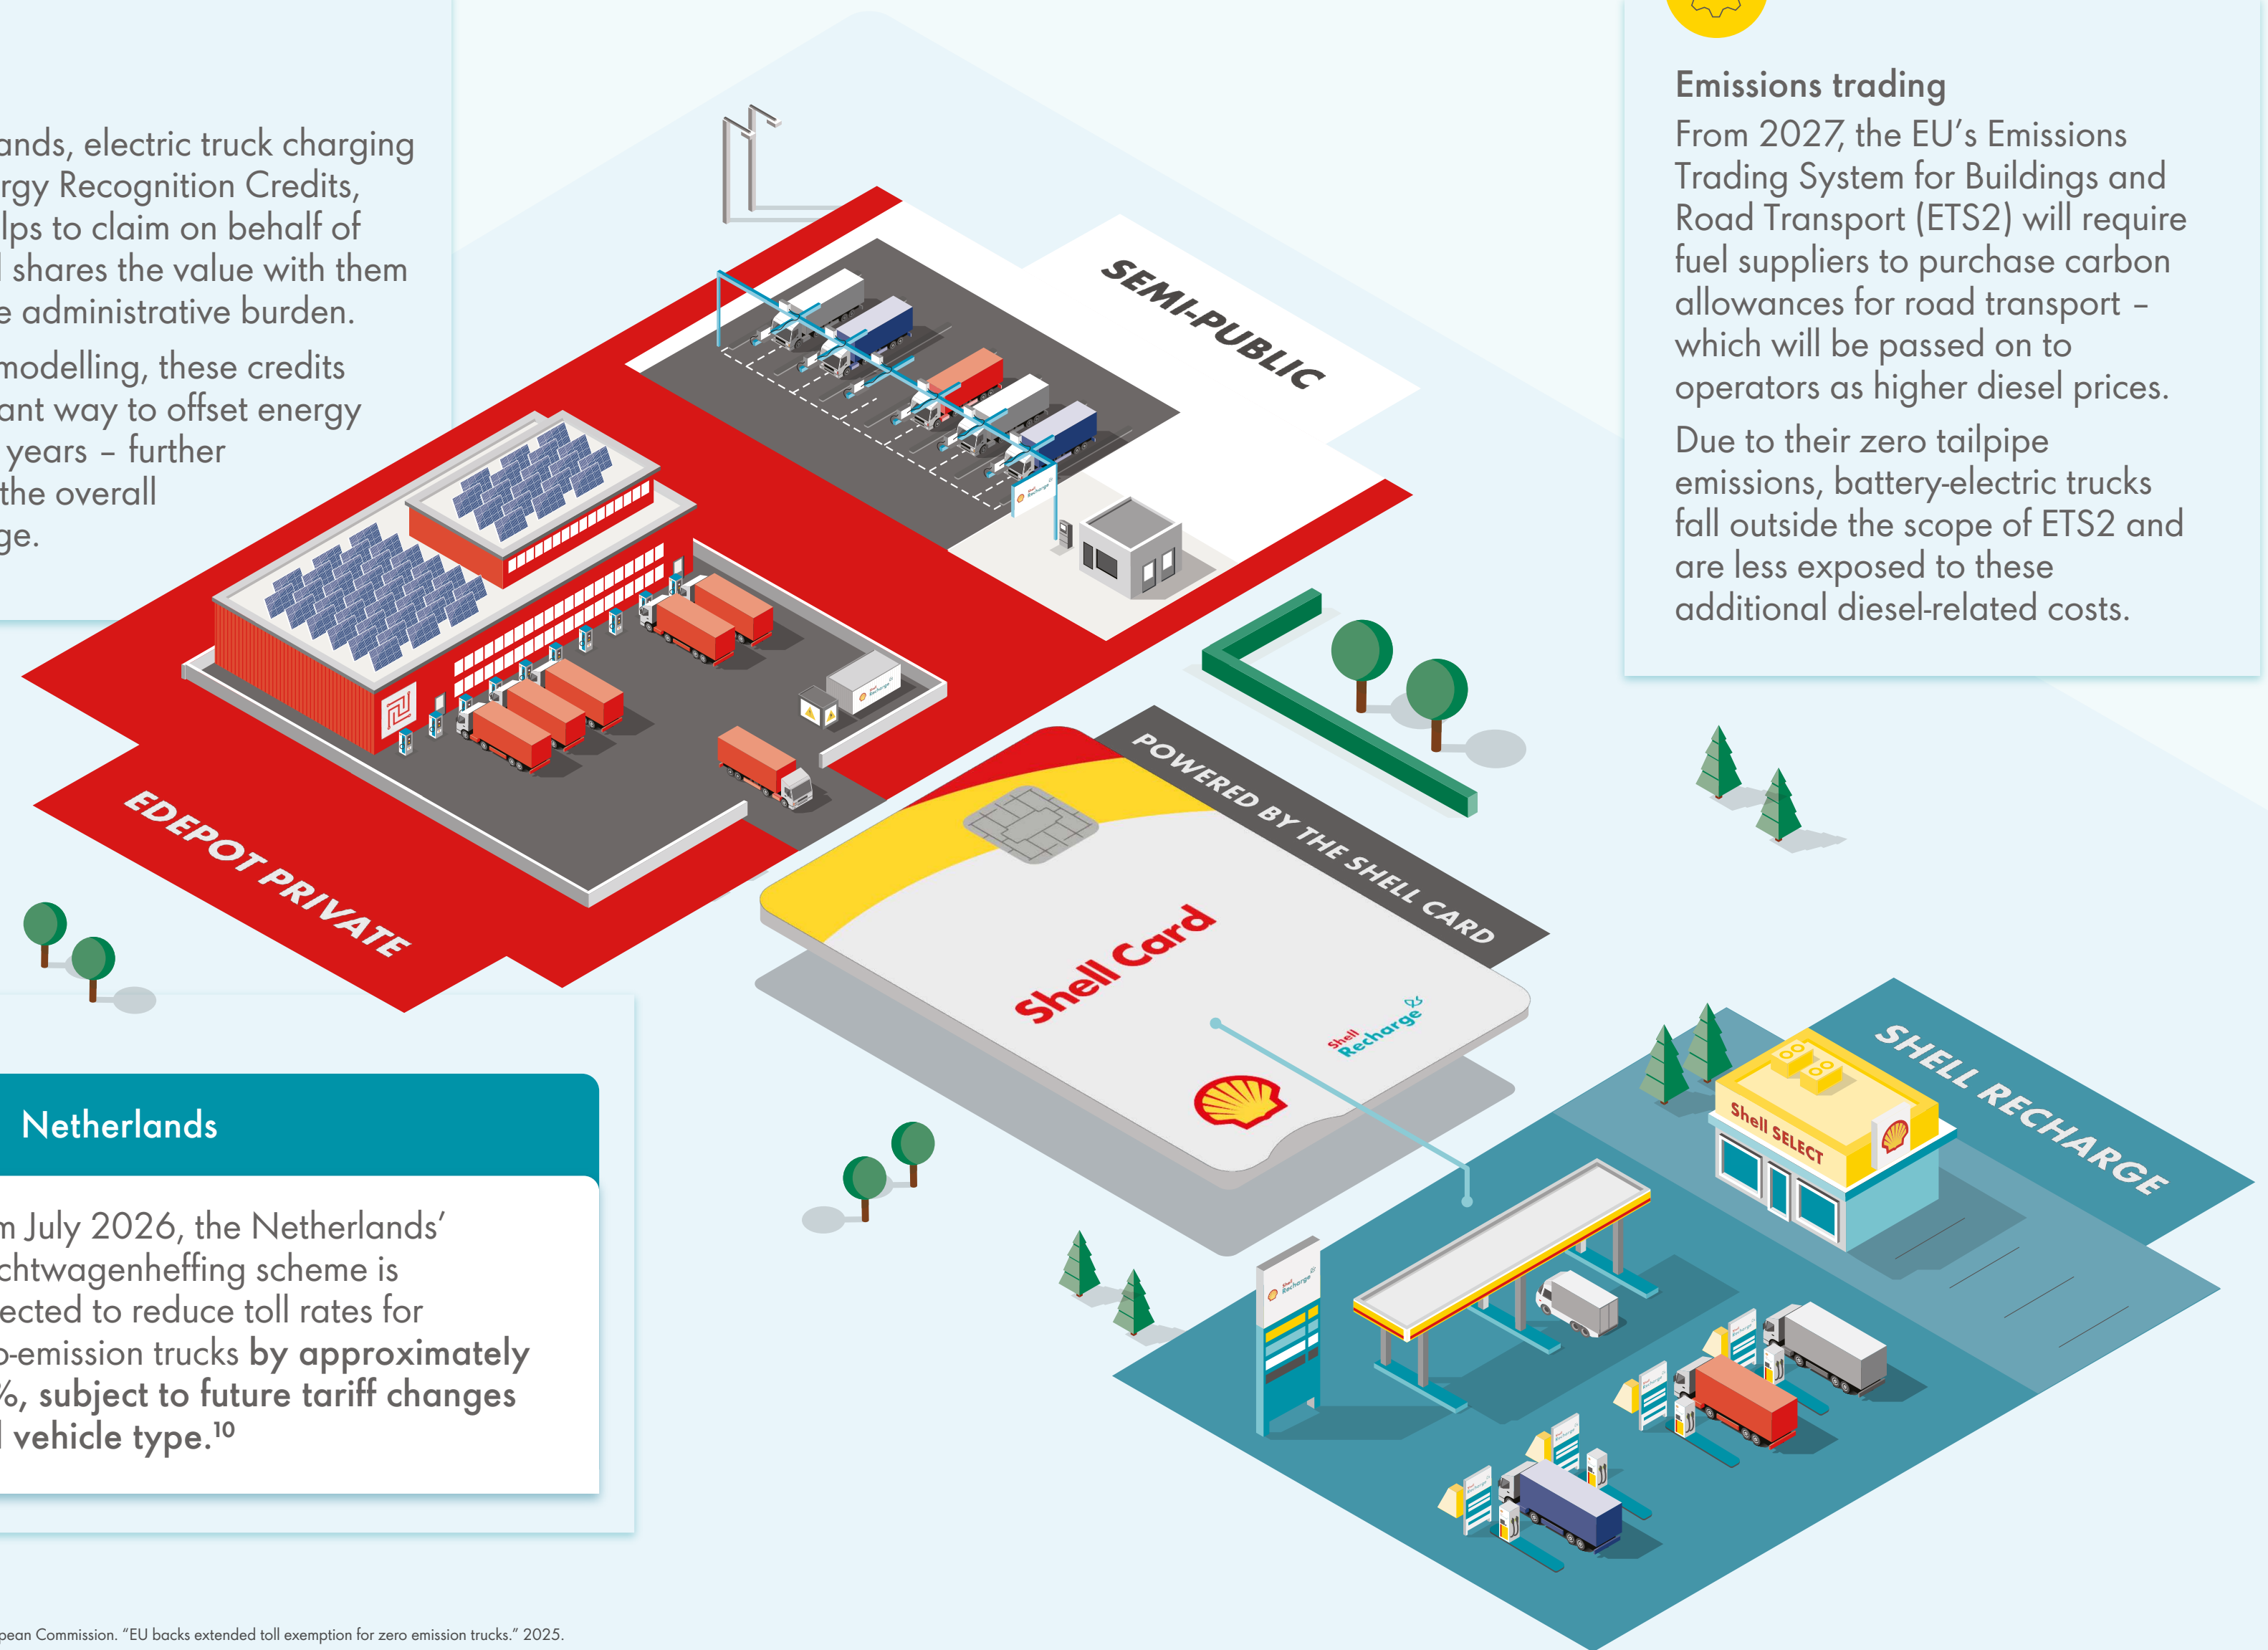 ands, electric truck charging
rgy Recognition Credits,
lps to claim on behalf of
l shares the value with them
e administrative burden.
modelling, these credits
ant way to offset energy
years – further
the overall
ge.
Emissions trading
From 2027, the EU's Emissions
Trading System for Buildings and
Road Transport (ETS2) will require
fuel suppliers to purchase carbon
allowances for road transport –
which will be passed on to
operators as higher diesel prices.
Due to their zero tailpipe
emissions, battery-electric trucks
fall outside the scope of ETS2 and
are less exposed to these
additional diesel-related costs.
SEMI-PUBLIC
Shell
Recharge
Shell
Recharge
EDEPOT PRIVATE
POWERED BY THE SHELL CARD
Shell Card
Shell
Recharge
SHELL RECHARGE
Shell SELECT
Shell
Recharge
Netherlands
m July 2026, the Netherlands'
chtwagenheffing scheme is
ected to reduce toll rates for
o-emission trucks by approximately
%, subject to future tariff changes
d vehicle type.¹⁰
pean Commission. "EU backs extended toll exemption for zero emission trucks." 2025.